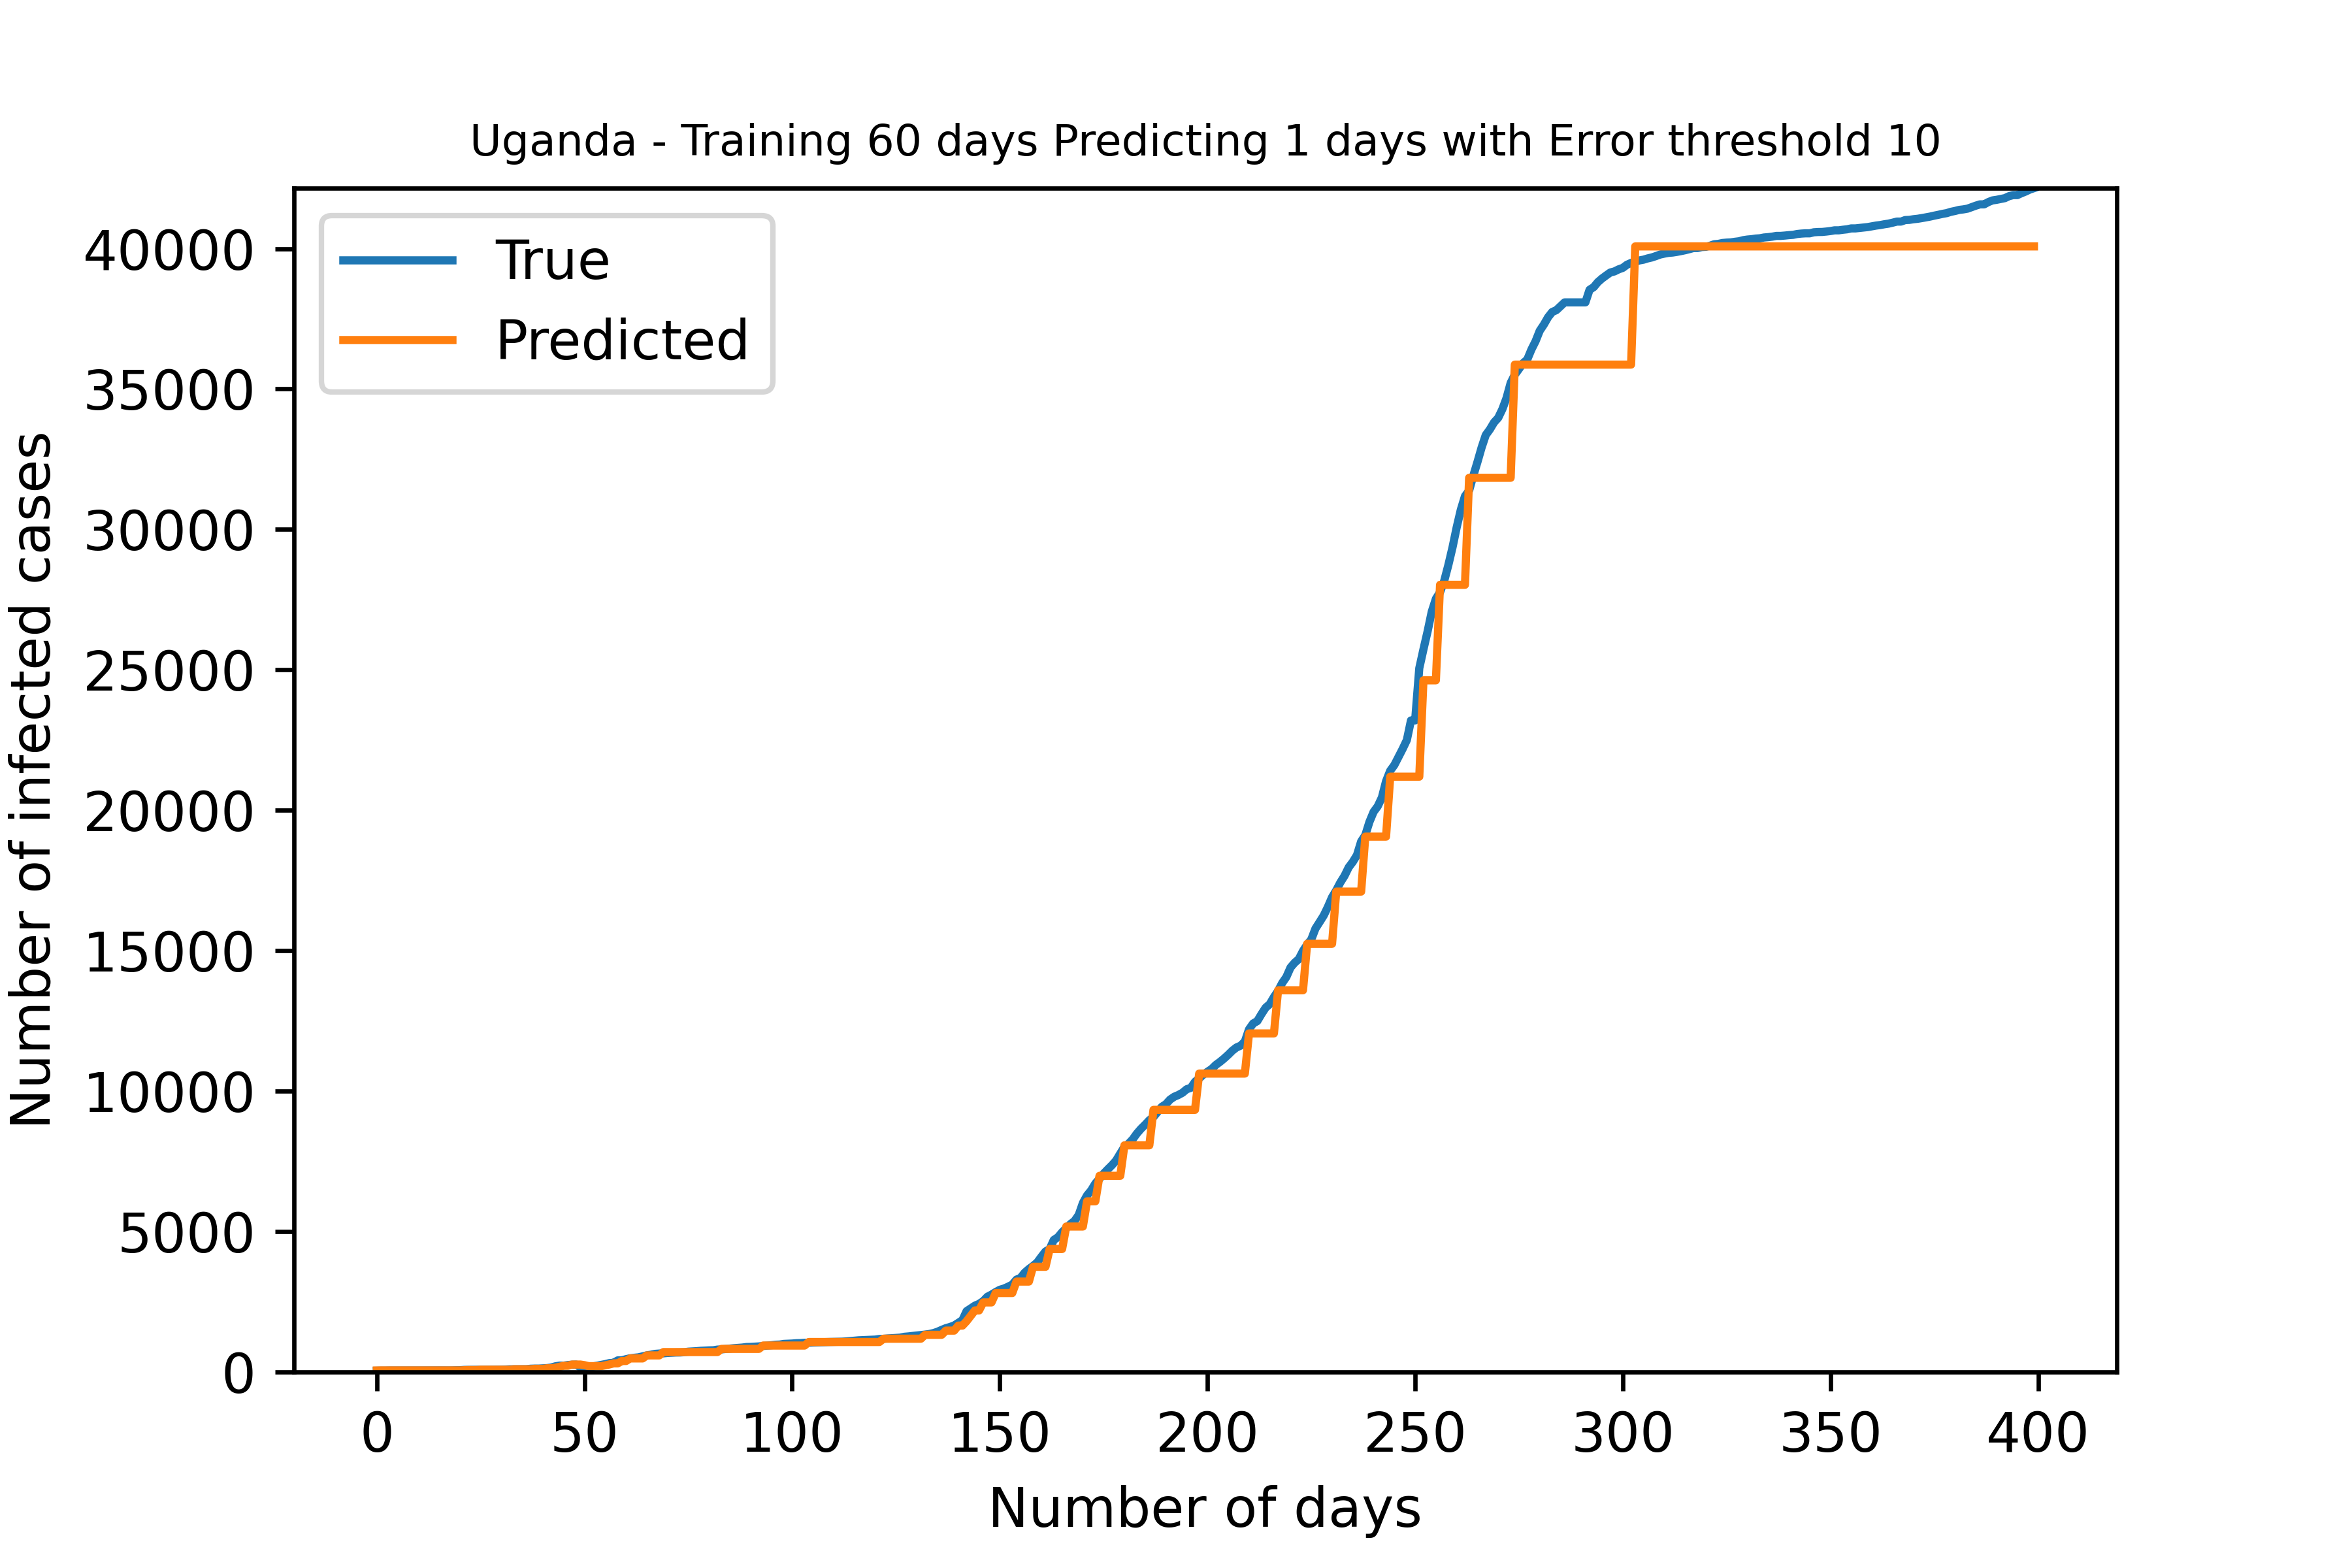 Uganda - Training 60 days Predicting 1 days with Error threshold 10
True
Predicted
Number of infected cases
40000
35000
30000
25000
20000
15000
10000
5000
0
0 50 100 150 200 250 300 350 400
Number of days